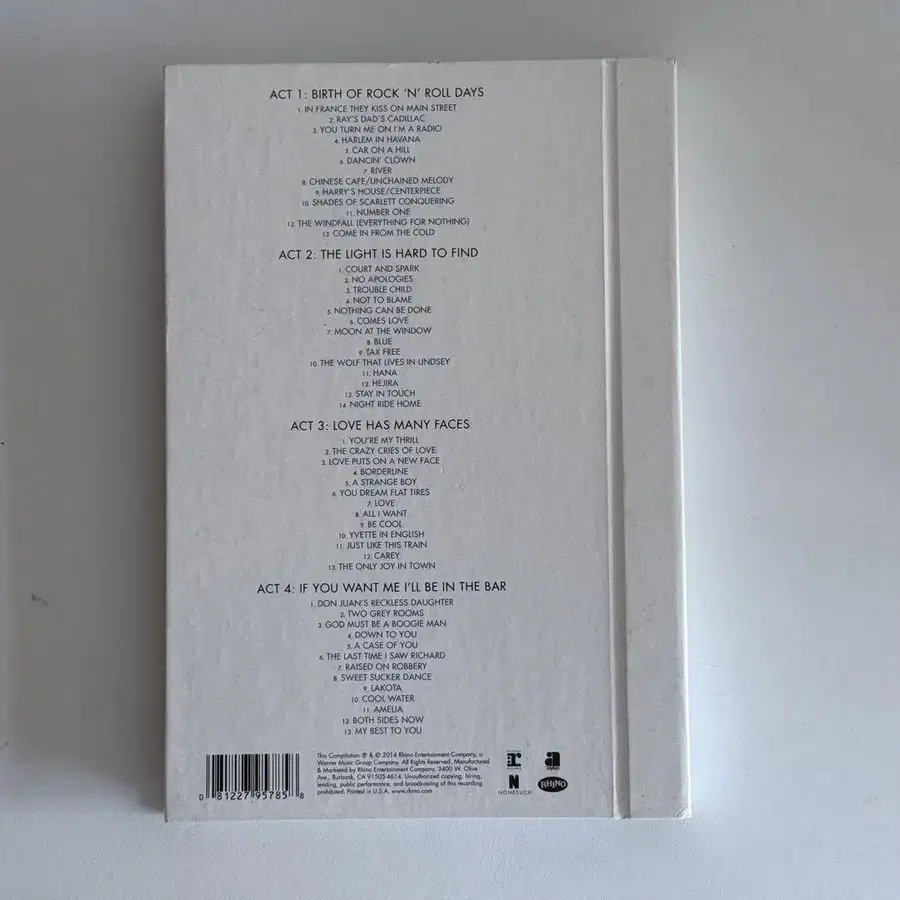 ACT 1: BIRTH OF ROCK 'N' ROLL DAYS
1. IN FRANCE THEY KISS ON MAIN STREET
2. RAY'S DAD'S CADILLAC
3. YOU TURN ME ON I'M A RADIO
4. HARLEM IN HAVANA
5. CAR ON A HILL
6. DANCIN' CLOWN
7. RIVER
8. CHINESE CAFE/UNCHAINED MELODY
9. HARRY'S HOUSE/CENTERPIECE
10. SHADES OF SCARLETT CONQUERING
11. NUMBER ONE
12. THE WINDFALL (EVERYTHING FOR NOTHING)
13. COME IN FROM THE COLD
ACT 2: THE LIGHT IS HARD TO FIND
1. COURT AND SPARK
2. NO APOLOGIES
3. TROUBLE CHILD
4. NOT TO BLAME
5. NOTHING CAN BE DONE
6. COMES LOVE
7. MOON AT THE WINDOW
8. BLUE
9. TAX FREE
10. THE WOLF THAT LIVES IN LINDSEY
11. HANA
12. HEJIRA
13. STAY IN TOUCH
14. NIGHT RIDE HOME
ACT 3: LOVE HAS MANY FACES
1. YOU'RE MY THRILL
2. THE CRAZY CRIES OF LOVE
3. LOVE PUTS ON A NEW FACE
4. BORDERLINE
5. A STRANGE BOY
6. YOU DREAM FLAT TIRES
7. LOVE
8. ALL I WANT
9. BE COOL
10. YVETTE IN ENGLISH
11. JUST LIKE THIS TRAIN
12. CAREY
13. THE ONLY JOY IN TOWN
ACT 4: IF YOU WANT ME I'LL BE IN THE BAR
1. DON JUAN'S RECKLESS DAUGHTER
2. TWO GREY ROOMS
3. GOD MUST BE A BOOGIE MAN
4. DOWN TO YOU
5. A CASE OF YOU
6. THE LAST TIME I SAW RICHARD
7. RAISED ON ROBBERY
8. SWEET SUCKER DANCE
9. LAKOTA
10. COOL WATER
11. AMELIA
12. BOTH SIDES NOW
13. MY BEST TO YOU
This Compilation ℗ & © 2014 Rhino Entertainment Company, a
Warner Music Group Company. All Rights Reserved. Manufactured
& Marketed by Rhino Entertainment Company, 3400 W. Olive
Ave., Burbank, CA 91505-4614. Unauthorized copying, hiring,
lending, public performance, and broadcasting of this recording
prohibited. Printed in U.S.A. www.rhino.com
0 81227 95785 8
r
a
N
NONESUCH
RHINO